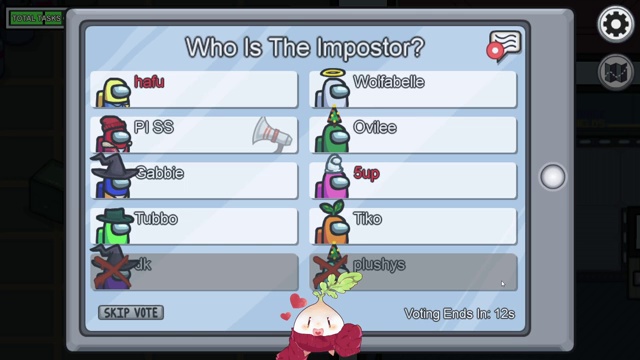 TOTAL TASKS
Who Is The Impostor?
hafu
Wolfabelle
PI SS
Ovilee
Gabbie
5up
Tubbo
Tiko
jk
plushys
SKIP VOTE
Voting Ends In: 12s